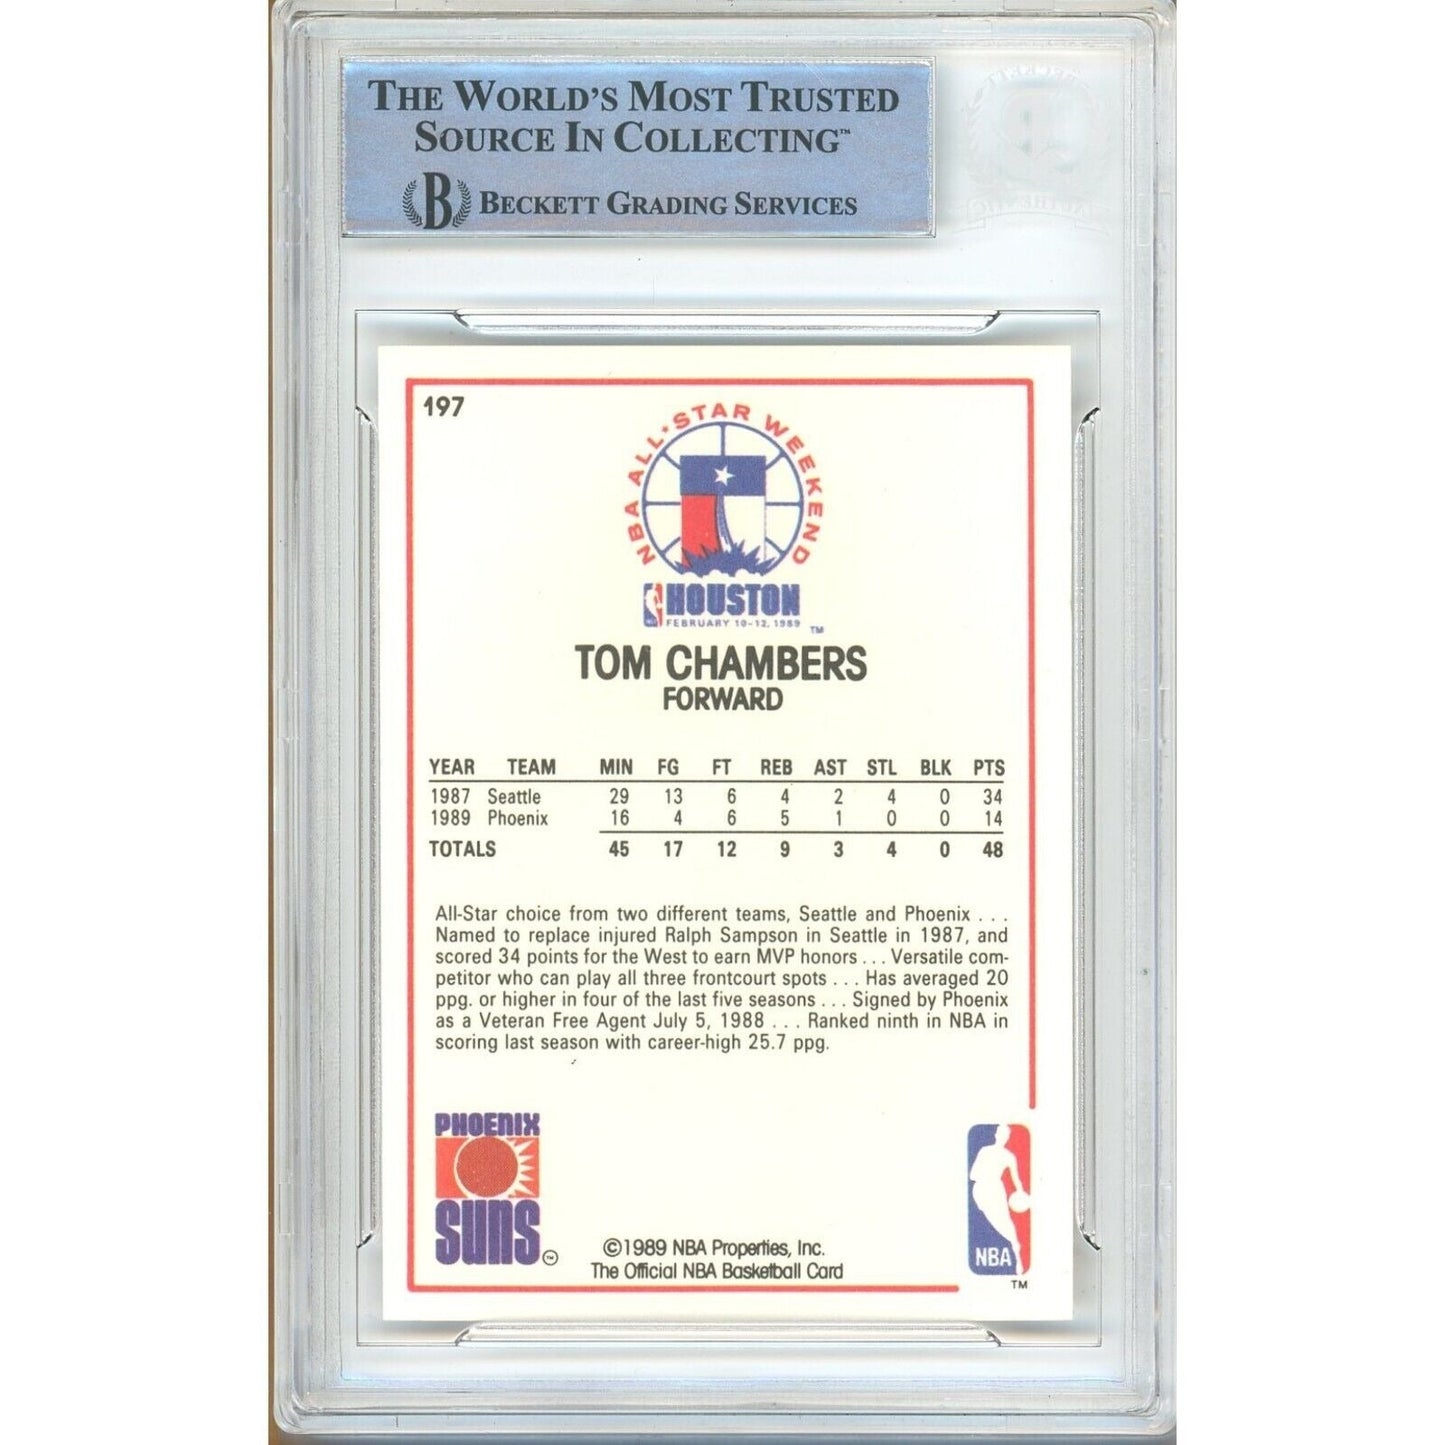 THE WORLD'S MOST TRUSTED
SOURCE IN COLLECTING™
B BECKETT GRADING SERVICES
197
NBA ALL★STAR WEEKEND
HOUSTON
FEBRUARY 10-12, 1989 ™
TOM CHAMBERS
FORWARD
YEAR TEAM MIN FG FT REB AST STL BLK PTS
1987 Seattle 29 13 6 4 2 4 0 34
1989 Phoenix 16 4 6 5 1 0 0 14
TOTALS 45 17 12 9 3 4 0 48
All-Star choice from two different teams, Seattle and Phoenix . . .
Named to replace injured Ralph Sampson in Seattle in 1987, and
scored 34 points for the West to earn MVP honors . . . Versatile com-
petitor who can play all three frontcourt spots . . . Has averaged 20
ppg. or higher in four of the last five seasons . . . Signed by Phoenix
as a Veteran Free Agent July 5, 1988 . . . Ranked ninth in NBA in
scoring last season with career-high 25.7 ppg.
PHOENIX
SUNS ™
©1989 NBA Properties, Inc.
The Official NBA Basketball Card
NBA
™